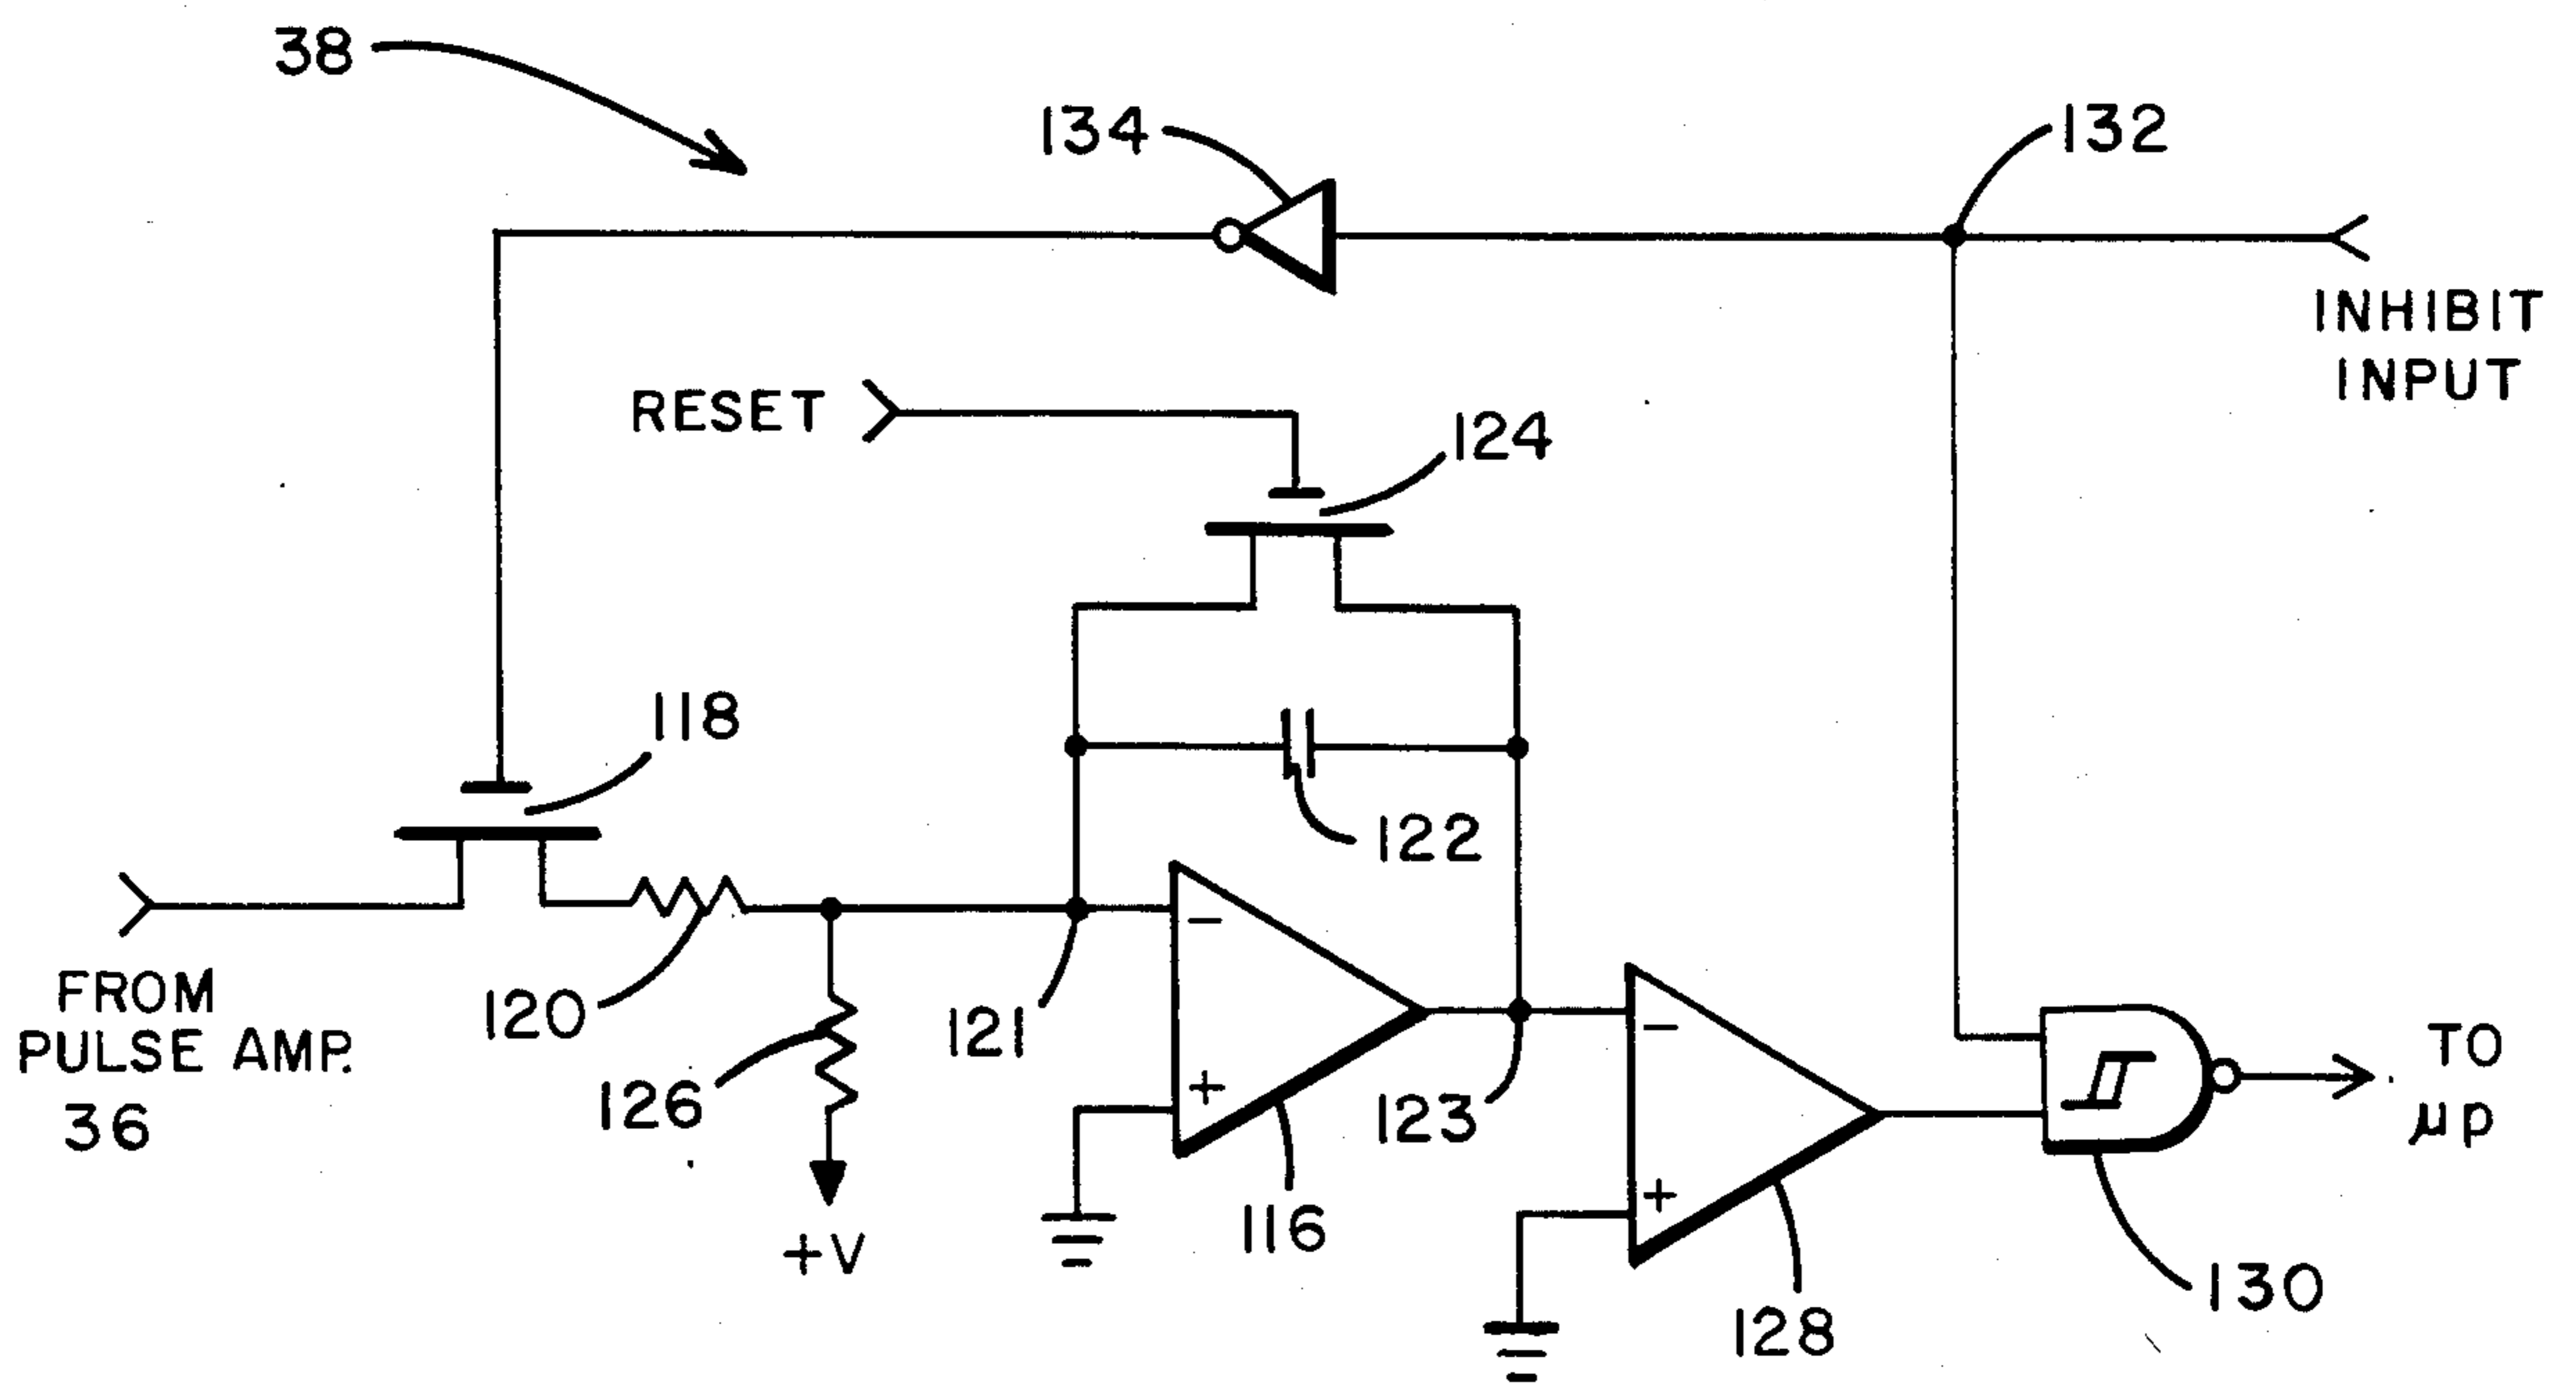 38
134
132
INHIBIT
INPUT
RESET
124
118
122
FROM
PULSE AMP.
36
120
121
126
+V
−
+
116
123
−
+
128
130
TO
µp